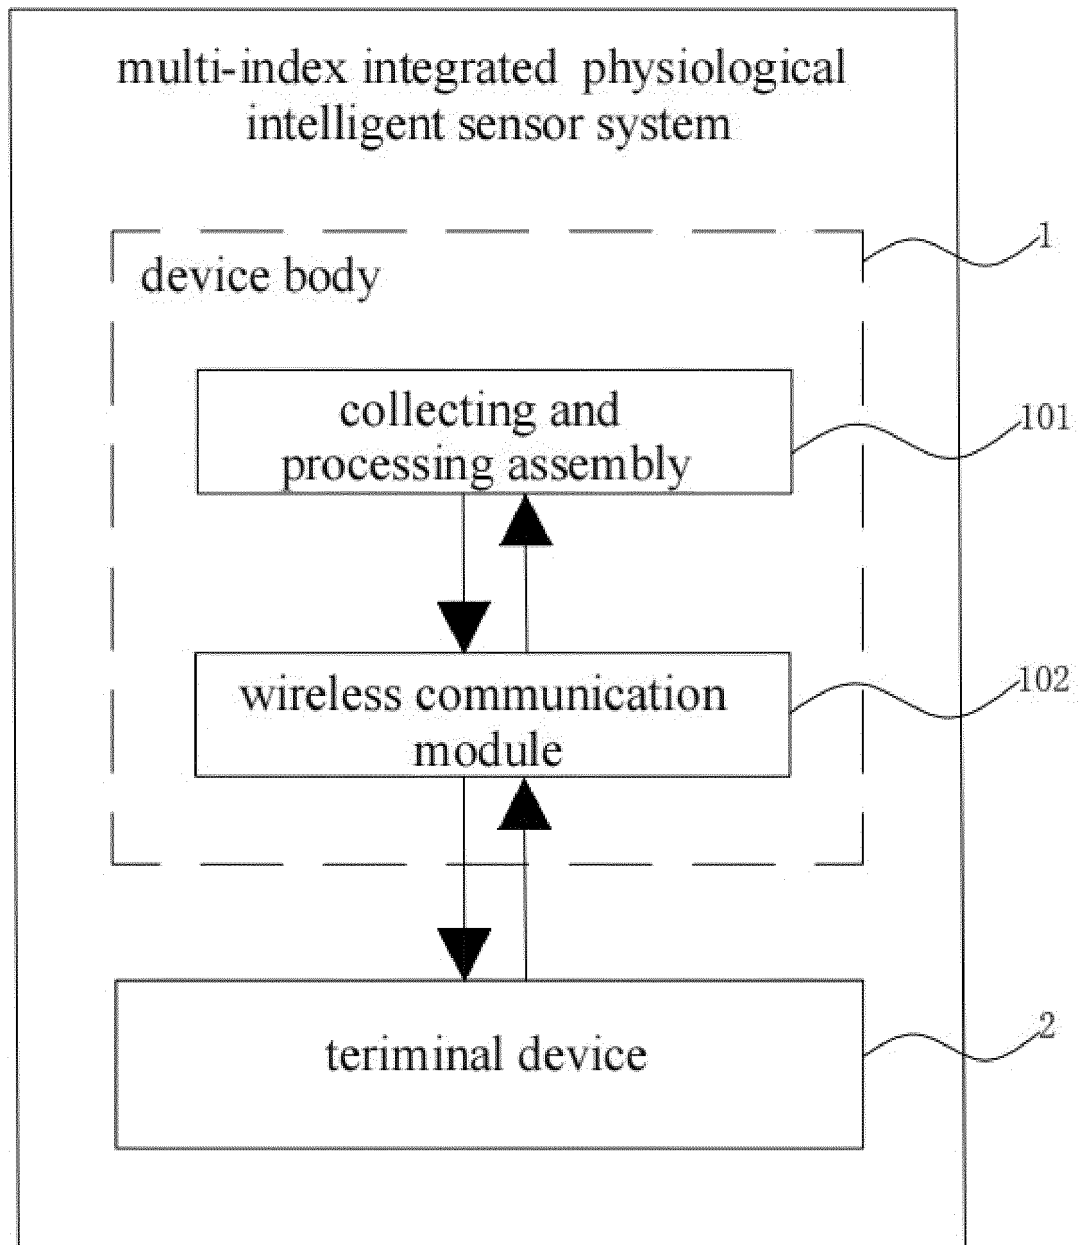 multi-index integrated physiological
intelligent sensor system
1
device body
collecting and
processing assembly
101
wireless communication
module
102
teriminal device
2